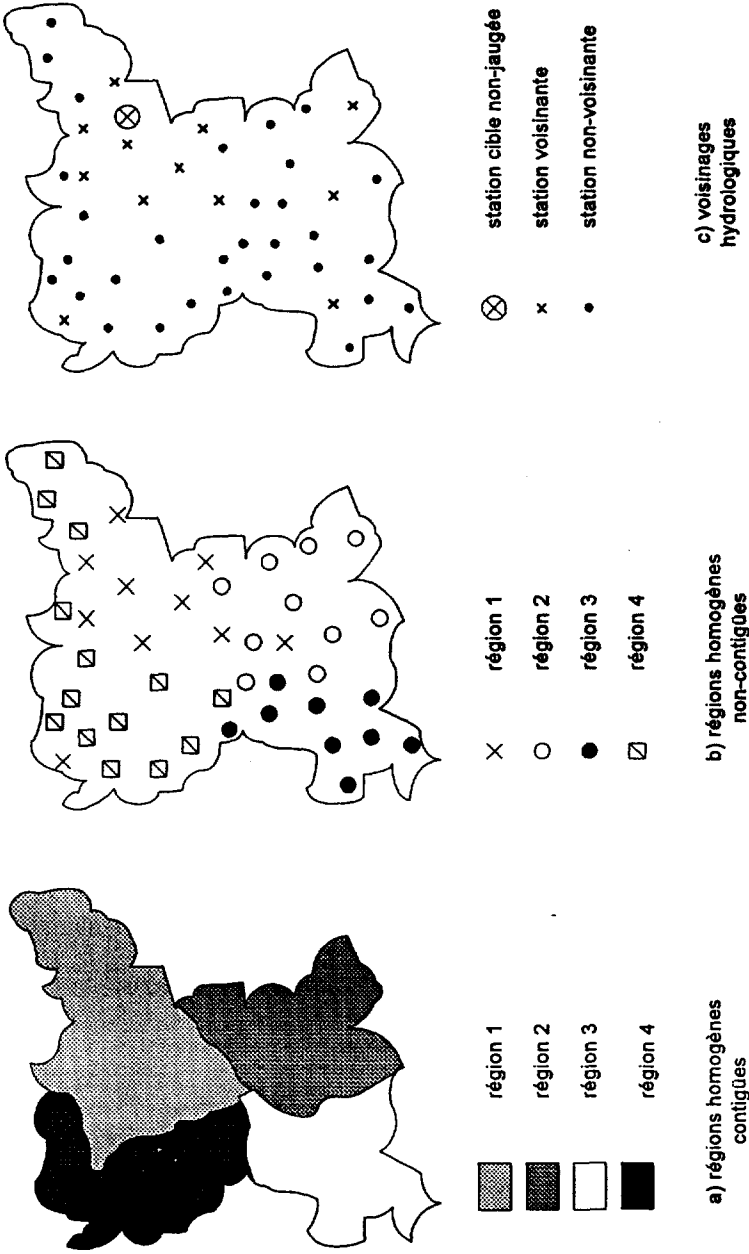 région 1
région 2
région 3
région 4
a) régions homogènes
contigües
région 1
région 2
région 3
région 4
b) régions homogènes
non-contigües
station cible non-jaugée
station voisinante
station non-voisinante
c) voisinages
hydrologiques